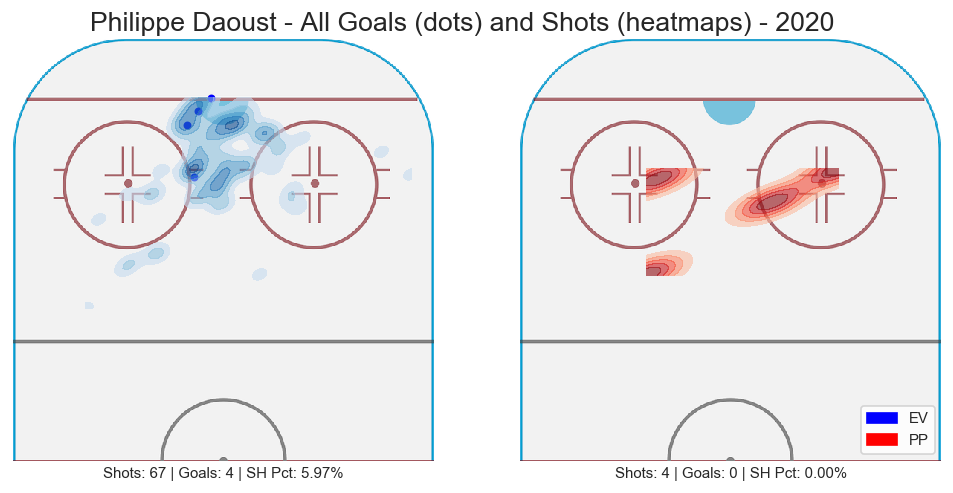 Philippe Daoust - All Goals (dots) and Shots (heatmaps) - 2020
EV
PP
Shots: 67 | Goals: 4 | SH Pct: 5.97%
Shots: 4 | Goals: 0 | SH Pct: 0.00%